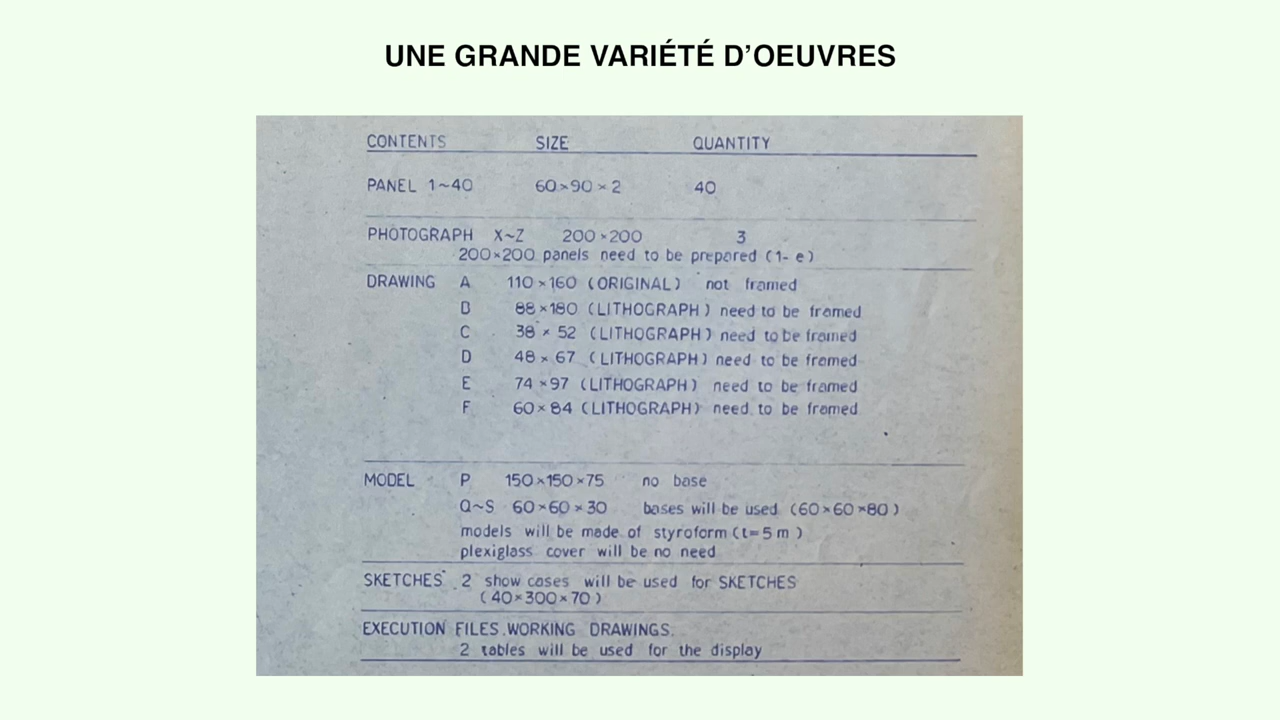 UNE GRANDE VARIÉTÉ D’OEUVRES
CONTENTS SIZE QUANTITY
PANEL 1~40 60×90×2 40
PHOTOGRAPH X~Z 200×200 3
200×200 panels need to be prepared (1- e)
DRAWING A 110×160 (ORIGINAL) not framed
B 88×180 (LITHOGRAPH) need to be framed
C 38×52 (LITHOGRAPH) need to be framed
D 48×67 (LITHOGRAPH) need to be framed
E 74×97 (LITHOGRAPH) need to be framed
F 60×84 (LITHOGRAPH) need to be framed
MODEL P 150×150×75 no base
Q~S 60×60×30 bases will be used (60×60×80)
models will be made of styroform (t=5m)
plexiglass cover will be no need
SKETCHES 2 show cases will be used for SKETCHES
(40×300×70)
EXECUTION FILES.WORKING DRAWINGS.
2 tables will be used for the display